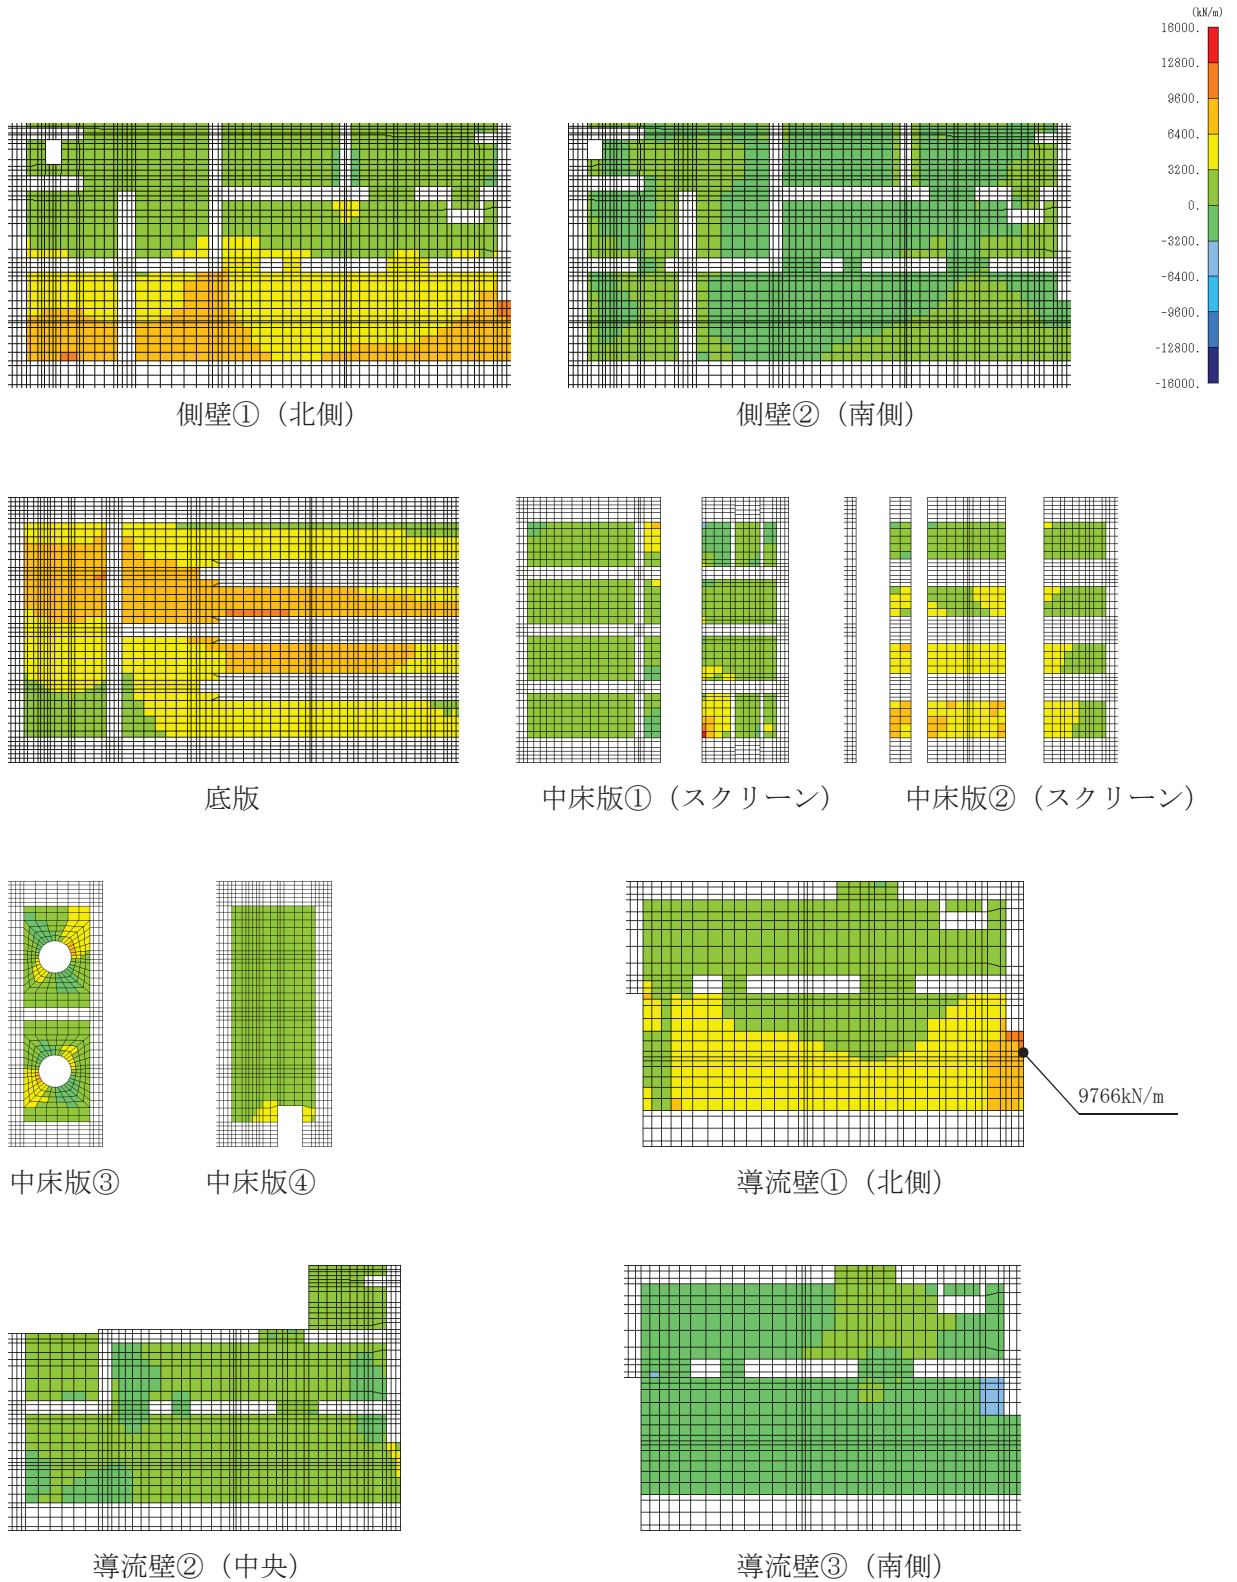 (kN/m)
16000.
12800.
9600.
6400.
3200.
0.
-3200.
-6400.
-9600.
-12800.
-16000.
側壁①（北側）
側壁②（南側）
底版
中床版①（スクリーン）
中床版②（スクリーン）
9766kN/m
中床版③
中床版④
導流壁①（北側）
導流壁②（中央）
導流壁③（南側）